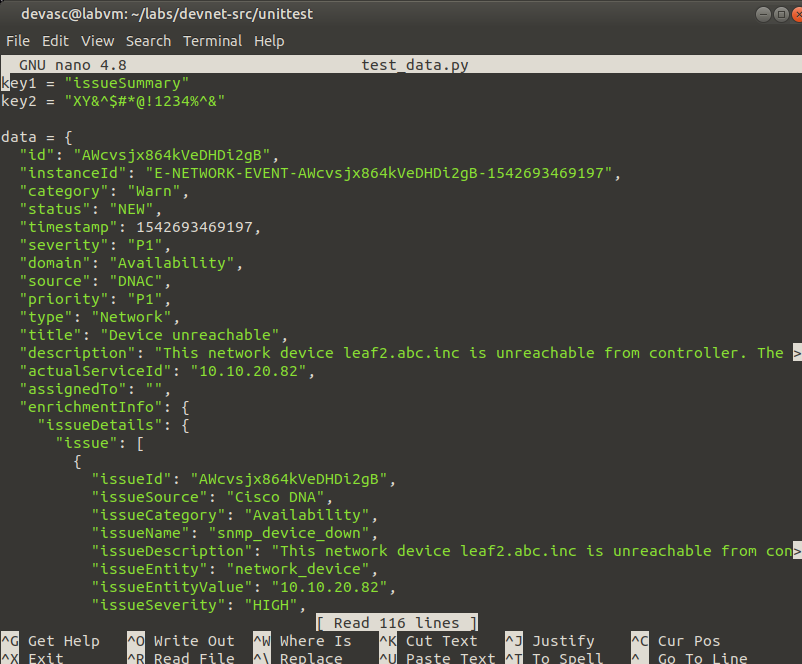 devasc@labvm: ~/labs/devnet-src/unittest
File Edit View Search Terminal Help
GNU nano 4.8 test_data.py
key1 = "issueSummary"
key2 = "XY&^$#*@!1234%^&"
data = {
"id": "AWcvsjx864kVeDHDi2gB",
"instanceId": "E-NETWORK-EVENT-AWcvsjx864kVeDHDi2gB-1542693469197",
"category": "Warn",
"status": "NEW",
"timestamp": 1542693469197,
"severity": "P1",
"domain": "Availability",
"source": "DNAC",
"priority": "P1",
"type": "Network",
"title": "Device unreachable",
"description": "This network device leaf2.abc.inc is unreachable from controller. The >
"actualServiceId": "10.10.20.82",
"assignedTo": "",
"enrichmentInfo": {
"issueDetails": {
"issue": [
{
"issueId": "AWcvsjx864kVeDHDi2gB",
"issueSource": "Cisco DNA",
"issueCategory": "Availability",
"issueName": "snmp_device_down",
"issueDescription": "This network device leaf2.abc.inc is unreachable from con>
"issueEntity": "network_device",
"issueEntityValue": "10.10.20.82",
"issueSeverity": "HIGH",
[ Read 116 lines ]
^G Get Help ^O Write Out ^W Where Is ^K Cut Text ^J Justify ^C Cur Pos
^X Exit ^R Read File ^\ Replace ^U Paste Text ^T To Spell ^_ Go To Line